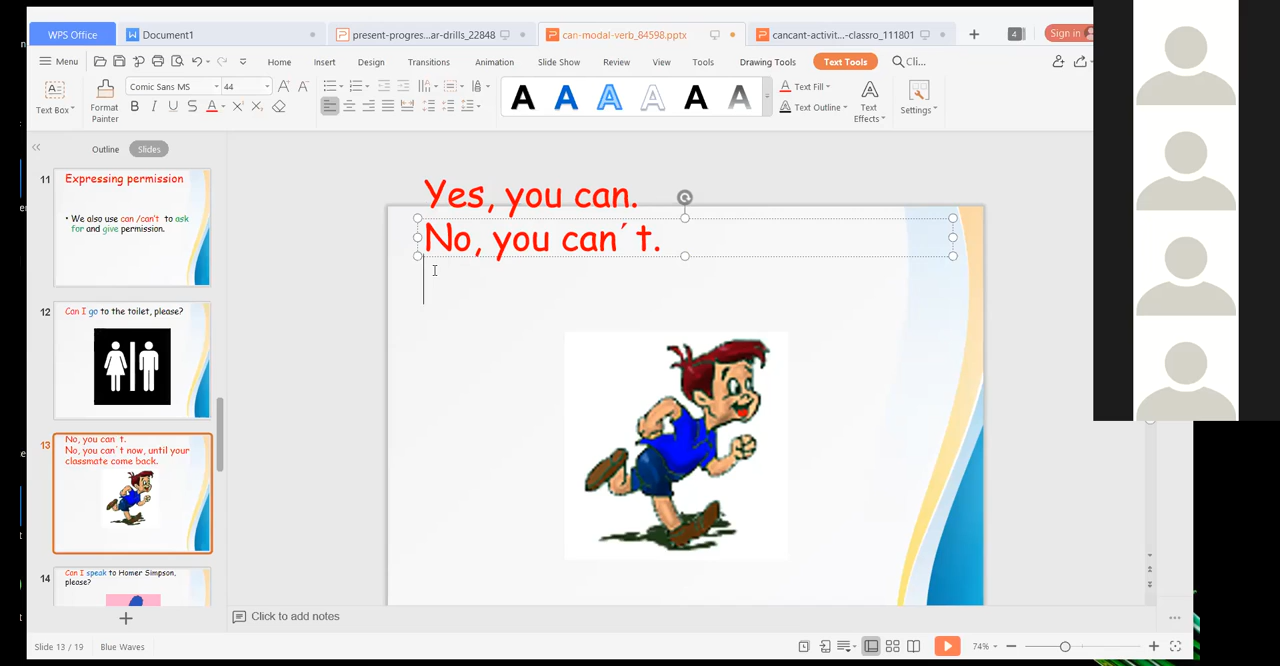 WPS Office
Document1
present-progres...ar-drills_22848
can-modal-verb_84598.pptx
cancant-activit...-classro_111801
4
Sign in
Menu
Home
Insert
Design
Transitions
Animation
Slide Show
Review
View
Tools
Drawing Tools
Text Tools
Cli...
Text Box
Format
Painter
Comic Sans MS
44
B I U S A X² X₂
A A A A A A
Text Fill
Text Outline
Text
Effects
Settings
Outline
Slides
11
Expressing permission
• We also use can /can't to ask
for and give permission.
12
Can I go to the toilet, please?
13
No, you can t.
No, you can´t now, until your
classmate come back.
14
Can I speak to Homer Simpson,
please?
Yes, you can.
No, you can´t.
Click to add notes
Slide 13 / 19
Blue Waves
74%